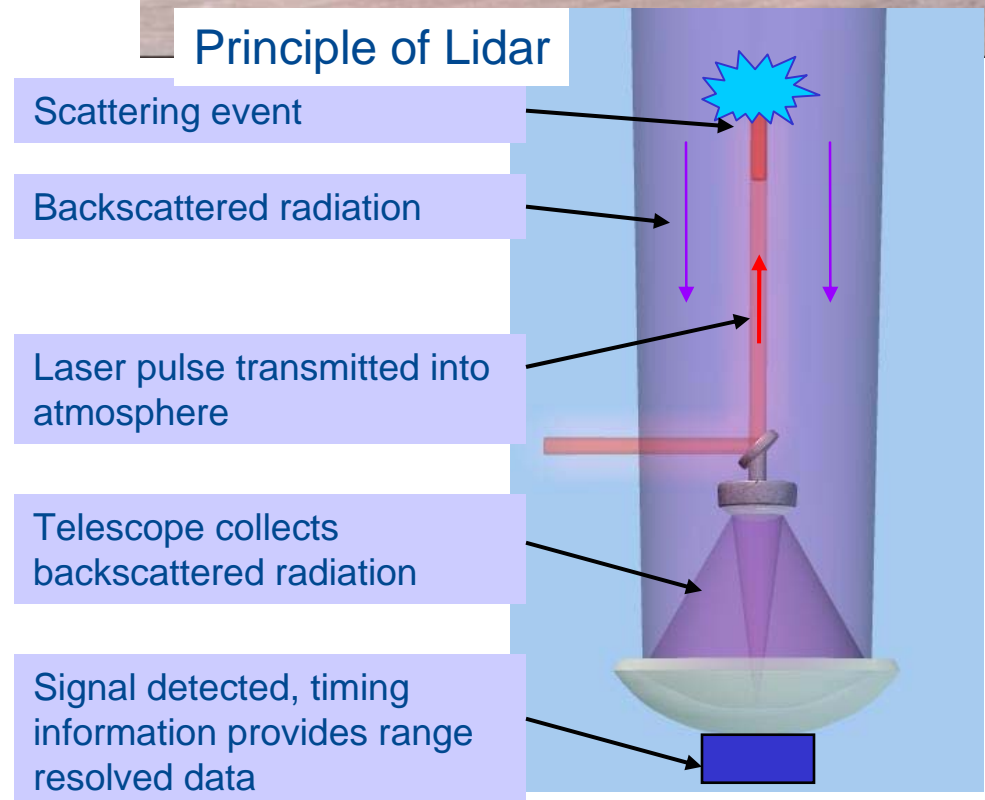 Principle of Lidar
Scattering event
Backscattered radiation
Laser pulse transmitted into
atmosphere
Telescope collects
backscattered radiation
Signal detected, timing
information provides range
resolved data